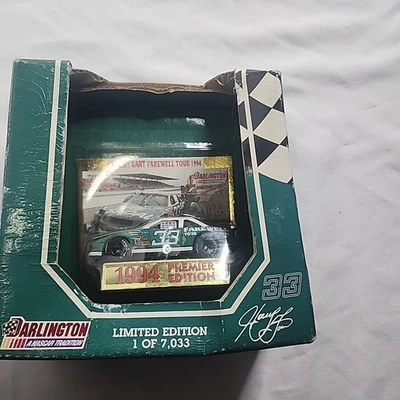 GANT FAREWELL TOUR 1994
DARLINGTON
FAREWELL
TOUR
33
1994 PREMIER
EDITION
33
DARLINGTON
A NASCAR TRADITION
LIMITED EDITION
1 OF 7,033